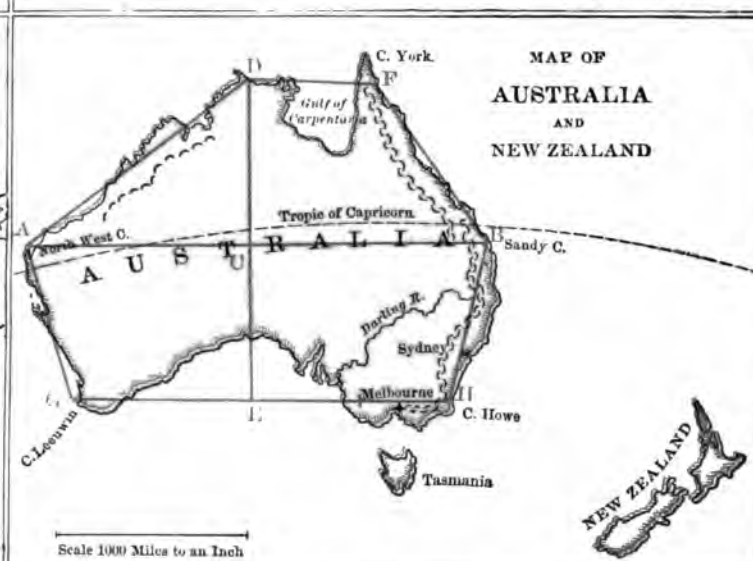 MAP OF
AUSTRALIA
AND
NEW ZEALAND
C. York.
D
F
Gulf of
Carpentaria
A
North West C.
Tropic of Capricorn
B
Sandy C.
AUSTRALIA
Darling R.
Sydney
Melbourne
H
C. Howe
C. Leeuwin
E
Tasmania
NEW ZEALAND
Scale 1000 Miles to an Inch